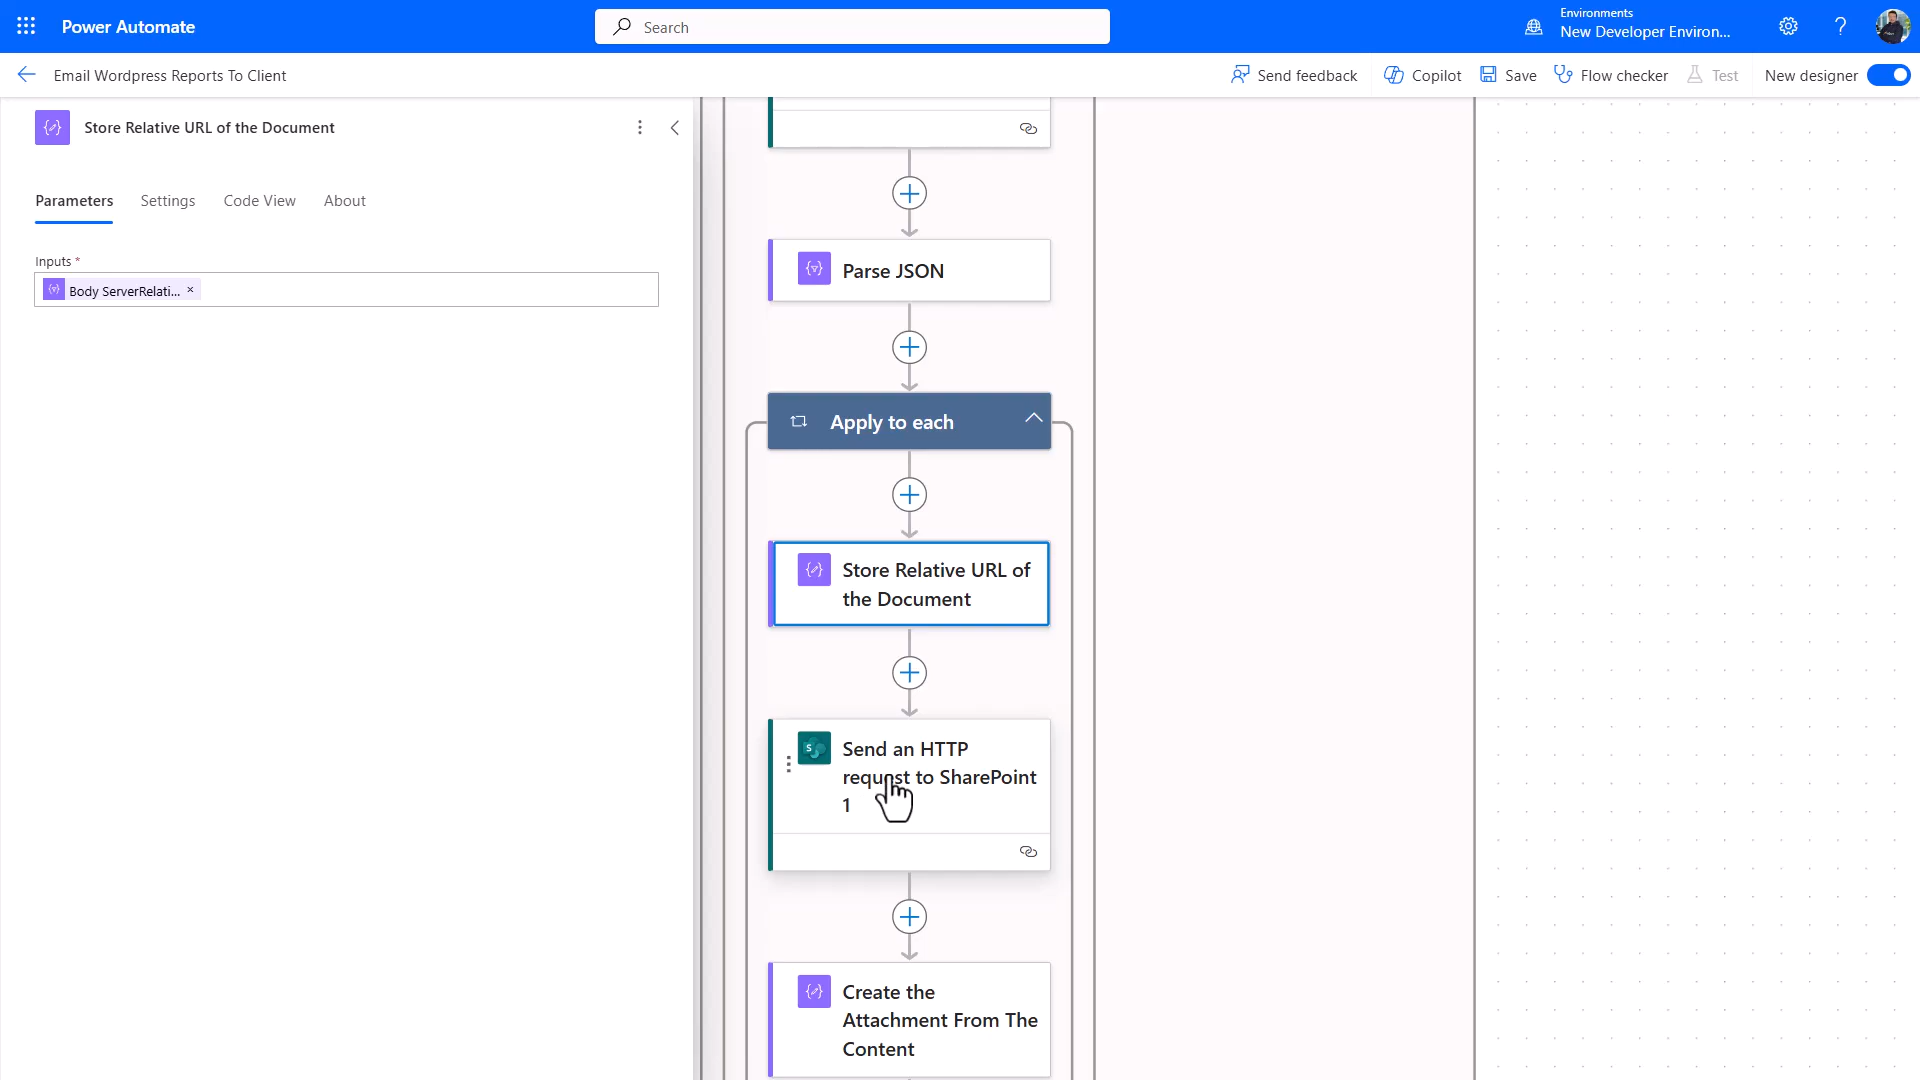 Power Automate
Search
Environments
New Developer Environ...
Email Wordpress Reports To Client
Send feedback
Copilot
Save
Flow checker
Test
New designer
Store Relative URL of the Document
Parameters
Settings
Code View
About
Inputs *
Body ServerRelati... ×
Parse JSON
Apply to each
Store Relative URL of
the Document
Send an HTTP
request to SharePoint
1
Create the
Attachment From The
Content